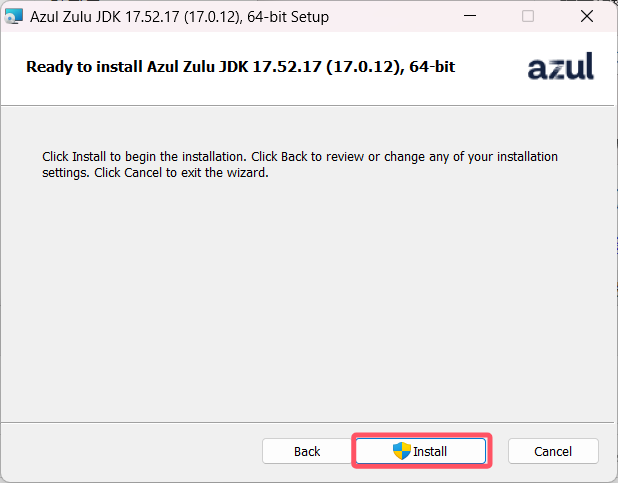 Azul Zulu JDK 17.52.17 (17.0.12), 64-bit Setup
Ready to install Azul Zulu JDK 17.52.17 (17.0.12), 64-bit
azul
Click Install to begin the installation. Click Back to review or change any of your installation
settings. Click Cancel to exit the wizard.
Back
Install
Cancel